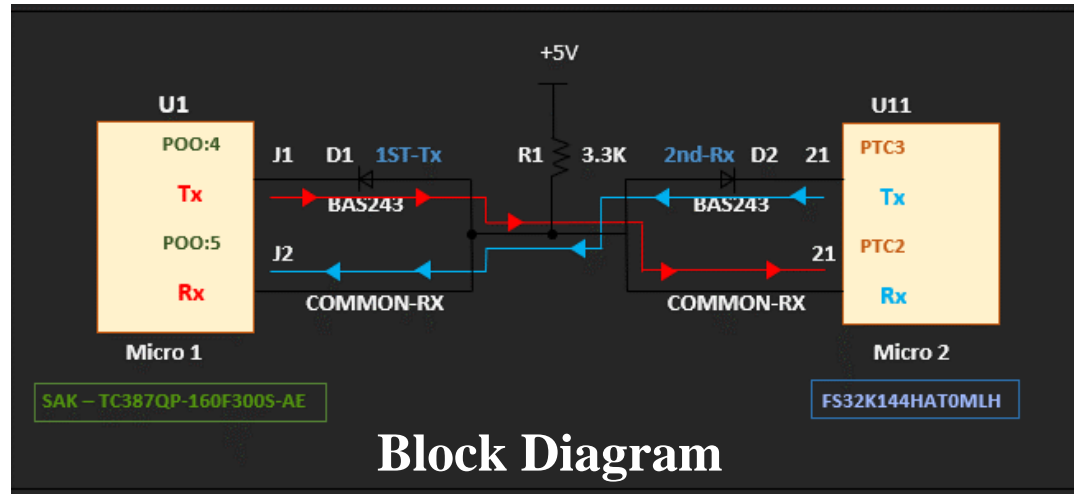 +5V
U1
U11
POO:4
J1 D1 1ST-Tx
R1 3.3K
2nd-Rx D2 21
PTC3
Tx
BAS243
BAS243
Tx
POO:5
J2
21
PTC2
Rx
COMMON-RX
COMMON-RX
Rx
Micro 1
Micro 2
SAK – TC387QP-160F300S-AE
FS32K144HAT0MLH
Block Diagram